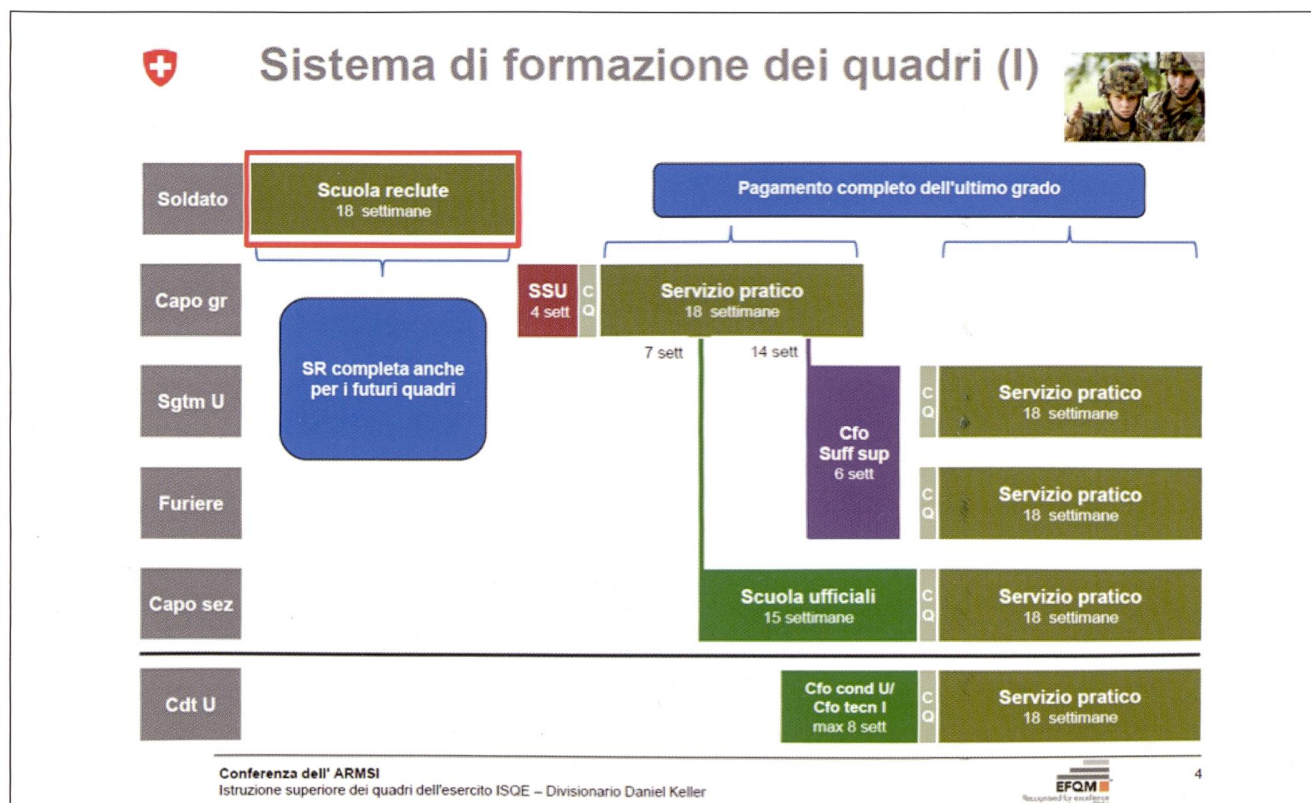 Sistema di formazione dei quadri (I)
Soldato
Scuola reclute
18 settimane
Pagamento completo dell'ultimo grado
Capo gr
SSU
4 sett
C
Q
Servizio pratico
18 settimane
7 sett
14 sett
SR completa anche
per i futuri quadri
Sgtm U
Cfo
Suff sup
6 sett
C
Q
Servizio pratico
18 settimane
Furiere
C
Q
Servizio pratico
18 settimane
Capo sez
Scuola ufficiali
15 settimane
C
Q
Servizio pratico
18 settimane
Cdt U
Cfo cond U/
Cfo tecn I
max 8 sett
C
Q
Servizio pratico
18 settimane
Conferenza dell' ARMSI
Istruzione superiore dei quadri dell'esercito ISQE – Divisionario Daniel Keller
EFQM
Recognised for excellence
4